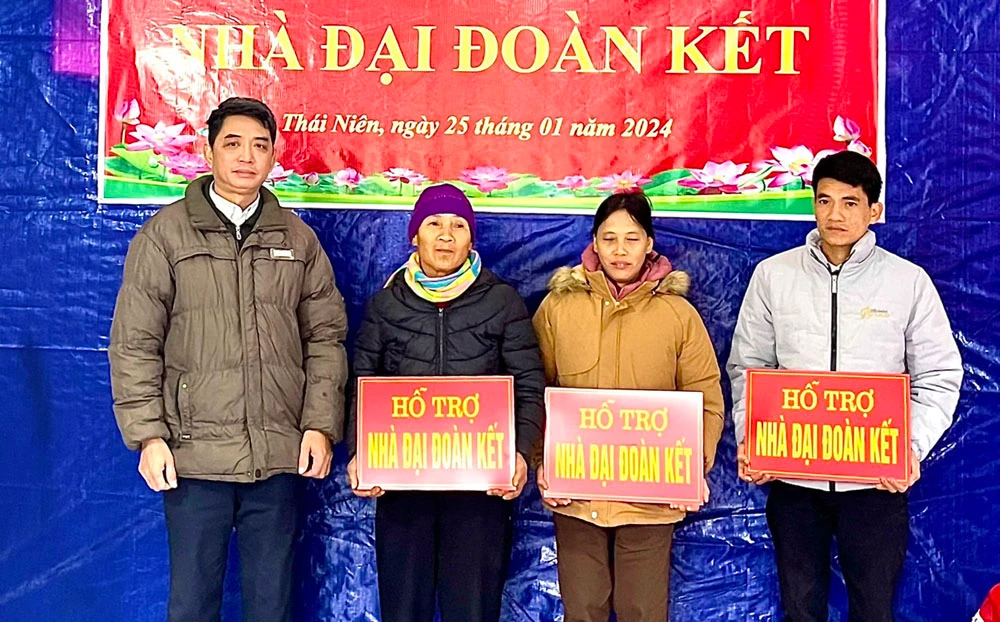 NHÀ ĐẠI ĐOÀN KẾT
Thái Niên, ngày 25 tháng 01 năm 2024
HỖ TRỢ
NHÀ ĐẠI ĐOÀN KẾT
HỖ TRỢ
NHÀ ĐẠI ĐOÀN KẾT
HỖ TRỢ
NHÀ ĐẠI ĐOÀN KẾT